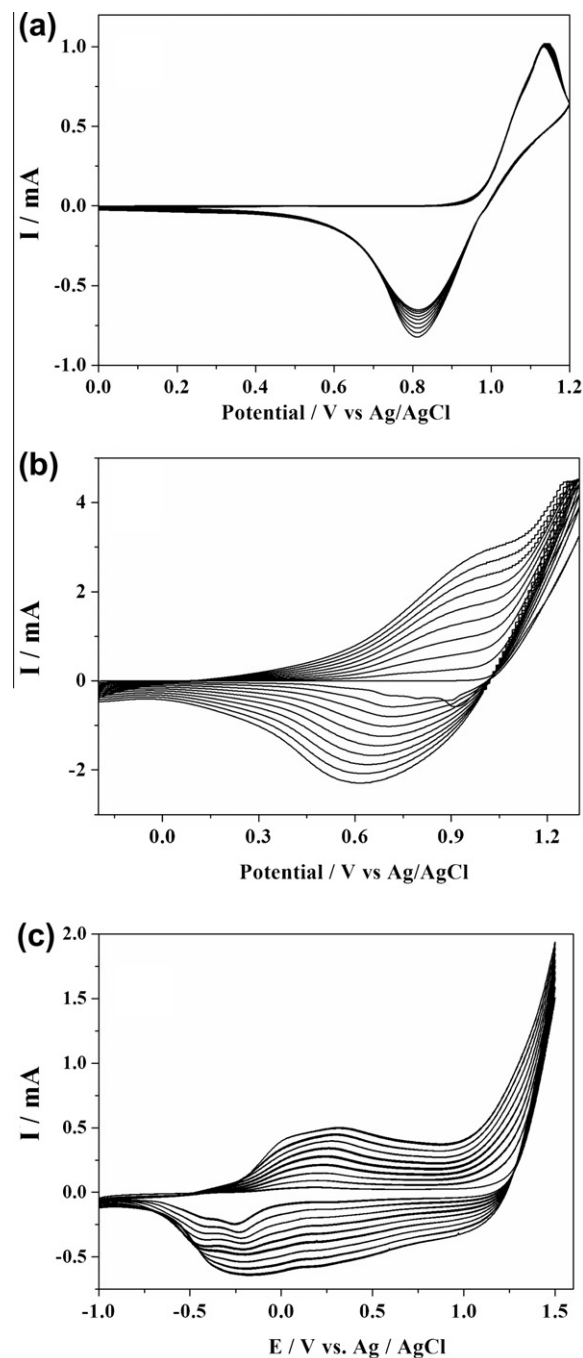 (a)
1.0
0.5
0.0
-0.5
-1.0
I / mA
0.0 0.2 0.4 0.6 0.8 1.0 1.2
Potential / V vs Ag/AgCl
(b)
4
2
0
-2
I / mA
0.0 0.3 0.6 0.9 1.2
Potential / V vs Ag/AgCl
(c)
2.0
1.5
1.0
0.5
0.0
-0.5
I / mA
-1.0 -0.5 0.0 0.5 1.0 1.5
E / V vs. Ag / AgCl